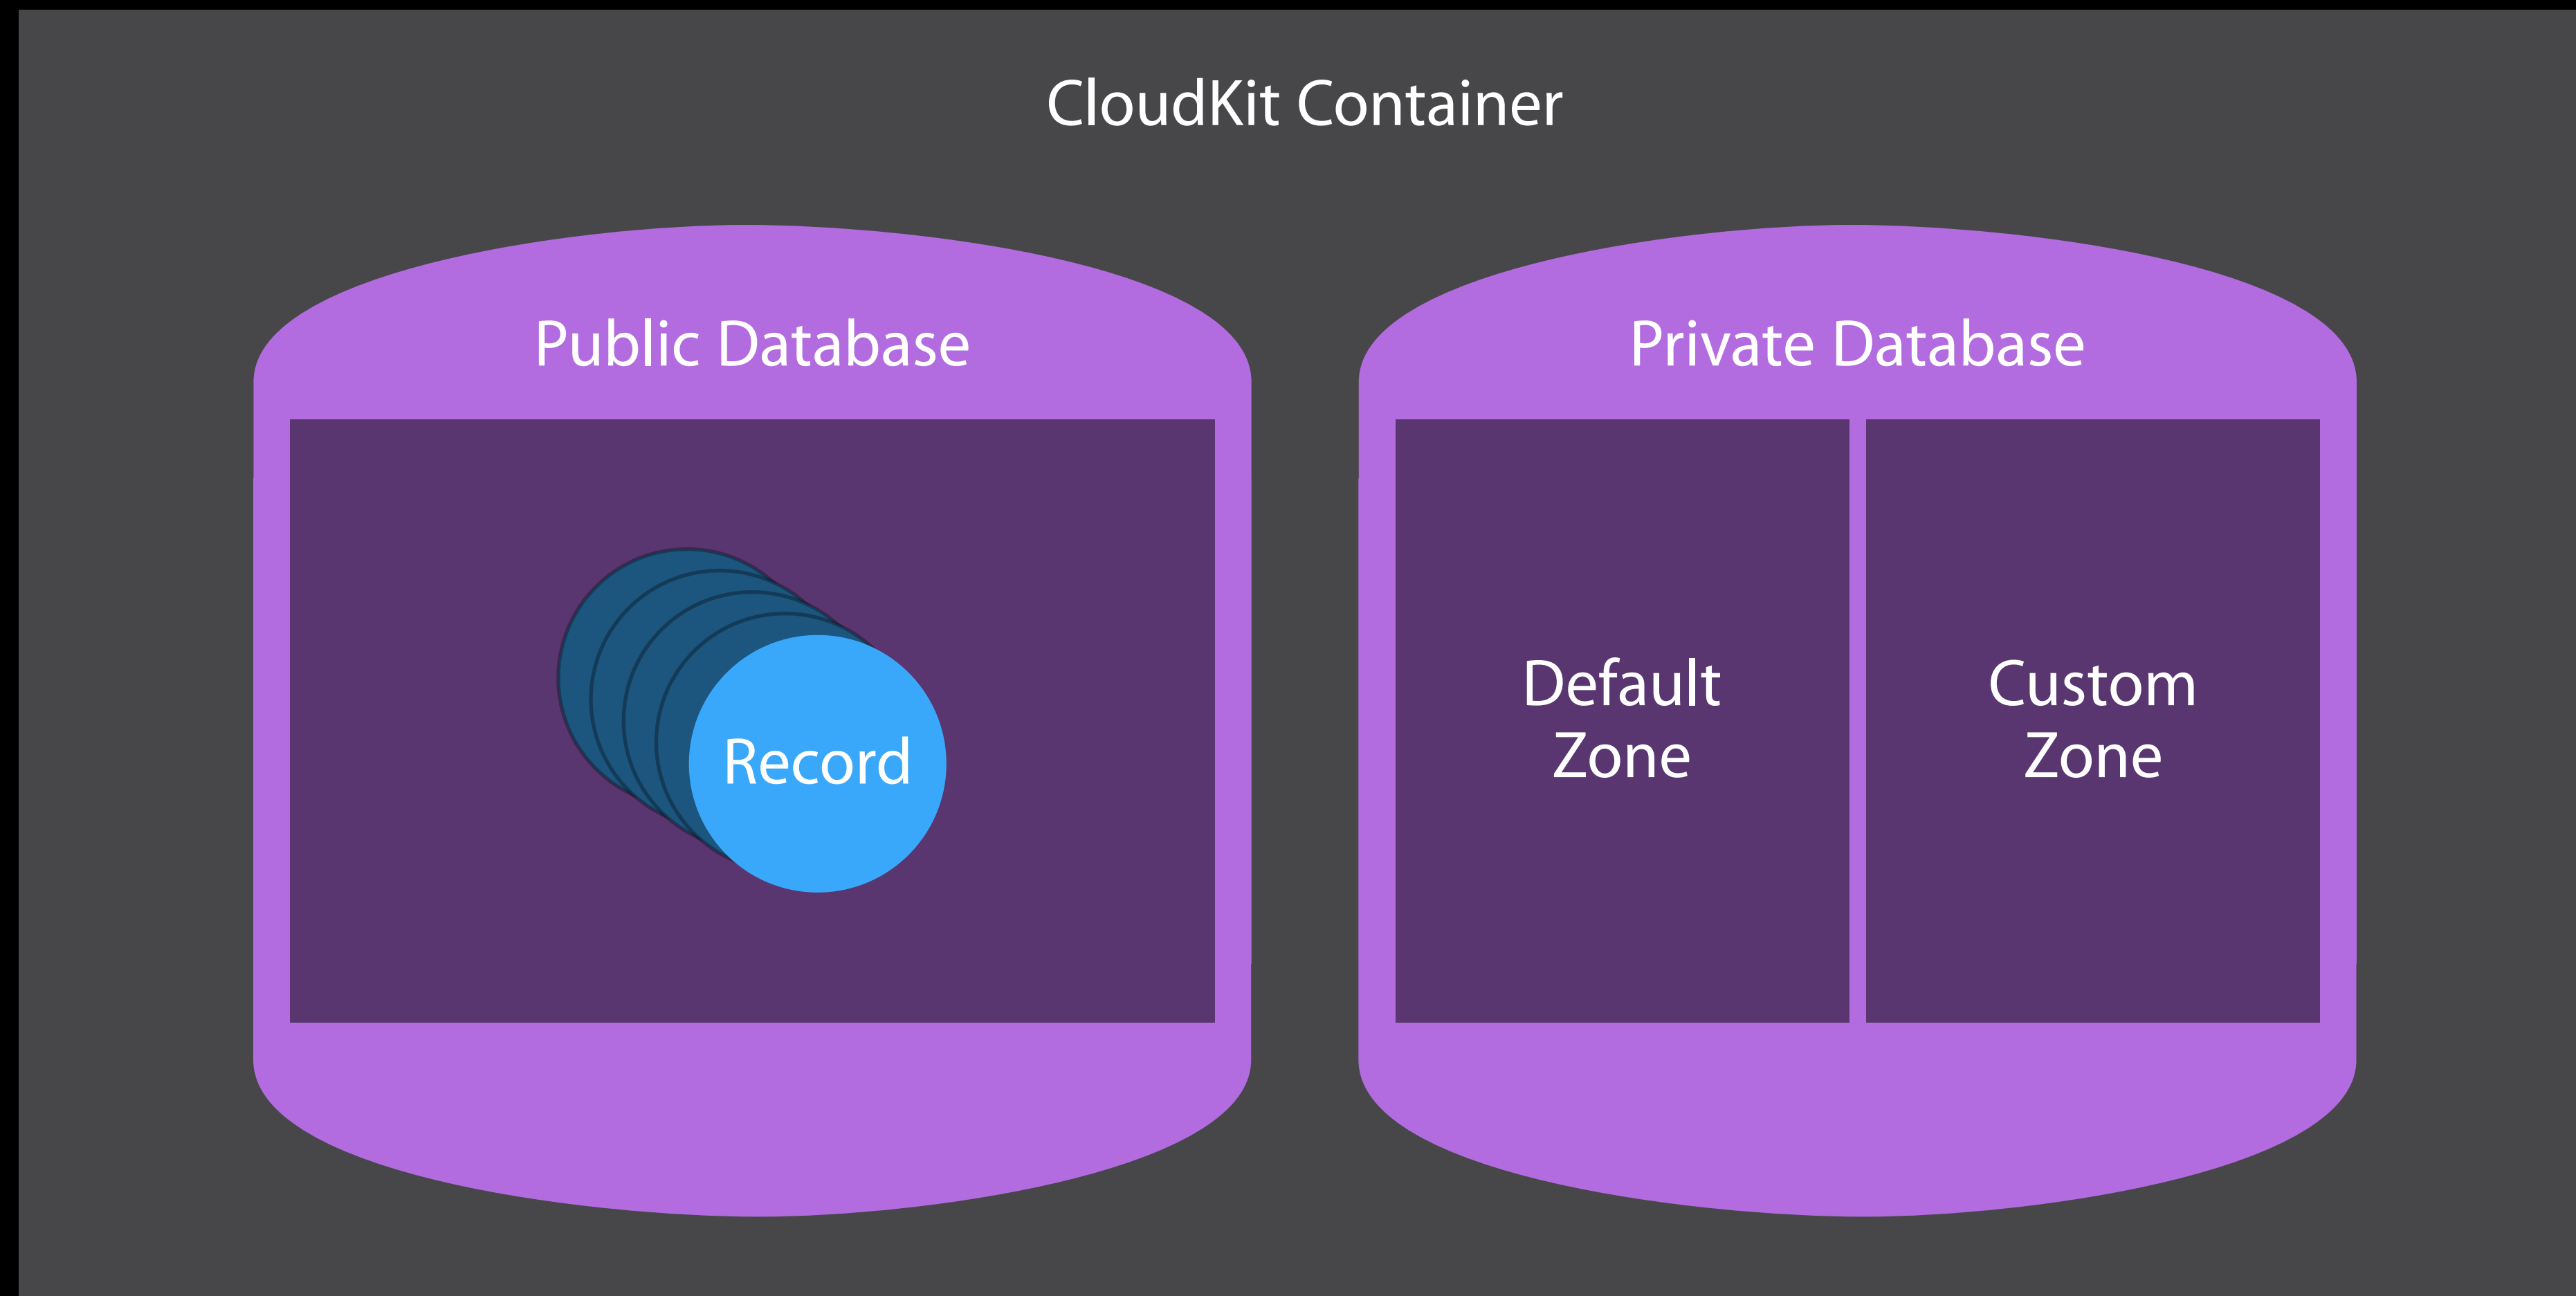 CloudKit Container
Public Database
Record
Private Database
Default
Zone
Custom
Zone